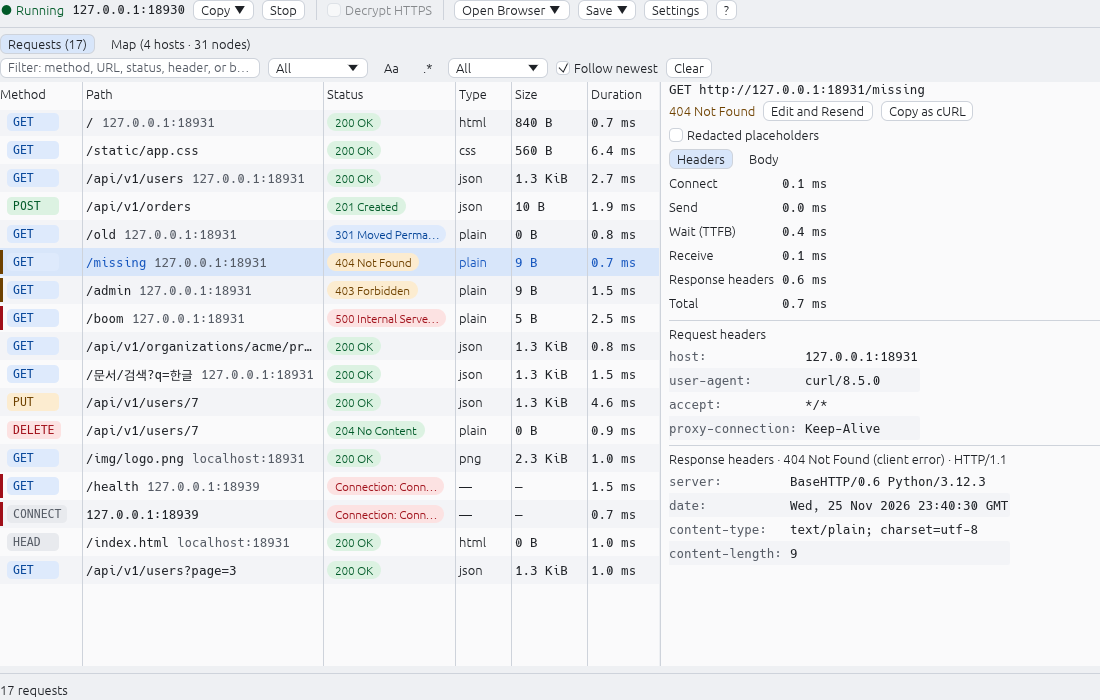 Running 127.0.0.1:18930 Copy ▼ Stop Decrypt HTTPS Open Browser ▼ Save ▼ Settings ?
Requests (17) Map (4 hosts · 31 nodes)
Filter: method, URL, status, header, or b… All ▼ Aa .* All ▼ Follow newest Clear
Method Path Status Type Size Duration
GET / 127.0.0.1:18931 200 OK html 840 B 0.7 ms
GET /static/app.css 200 OK css 560 B 6.4 ms
GET /api/v1/users 127.0.0.1:18931 200 OK json 1.3 KiB 2.7 ms
POST /api/v1/orders 201 Created json 10 B 1.9 ms
GET /old 127.0.0.1:18931 301 Moved Perma… plain 0 B 0.8 ms
GET /missing 127.0.0.1:18931 404 Not Found plain 9 B 0.7 ms
GET /admin 127.0.0.1:18931 403 Forbidden plain 9 B 1.5 ms
GET /boom 127.0.0.1:18931 500 Internal Serve… plain 5 B 2.5 ms
GET /api/v1/organizations/acme/pr… 200 OK json 1.3 KiB 0.8 ms
GET /문서/검색?q=한글 127.0.0.1:18931 200 OK json 1.3 KiB 1.5 ms
PUT /api/v1/users/7 200 OK json 1.3 KiB 4.6 ms
DELETE /api/v1/users/7 204 No Content plain 0 B 0.9 ms
GET /img/logo.png localhost:18931 200 OK png 2.3 KiB 1.0 ms
GET /health 127.0.0.1:18939 Connection: Conn… — — 1.5 ms
CONNECT 127.0.0.1:18939 Connection: Conn… — — 0.7 ms
HEAD /index.html localhost:18931 200 OK html 0 B 1.0 ms
GET /api/v1/users?page=3 200 OK json 1.3 KiB 1.0 ms
GET http://127.0.0.1:18931/missing
404 Not Found Edit and Resend Copy as cURL
Redacted placeholders
Headers Body
Connect 0.1 ms
Send 0.0 ms
Wait (TTFB) 0.4 ms
Receive 0.1 ms
Response headers 0.6 ms
Total 0.7 ms
Request headers
host: 127.0.0.1:18931
user-agent: curl/8.5.0
accept: */*
proxy-connection: Keep-Alive
Response headers · 404 Not Found (client error) · HTTP/1.1
server: BaseHTTP/0.6 Python/3.12.3
date: Wed, 25 Nov 2026 23:40:30 GMT
content-type: text/plain; charset=utf-8
content-length: 9
17 requests